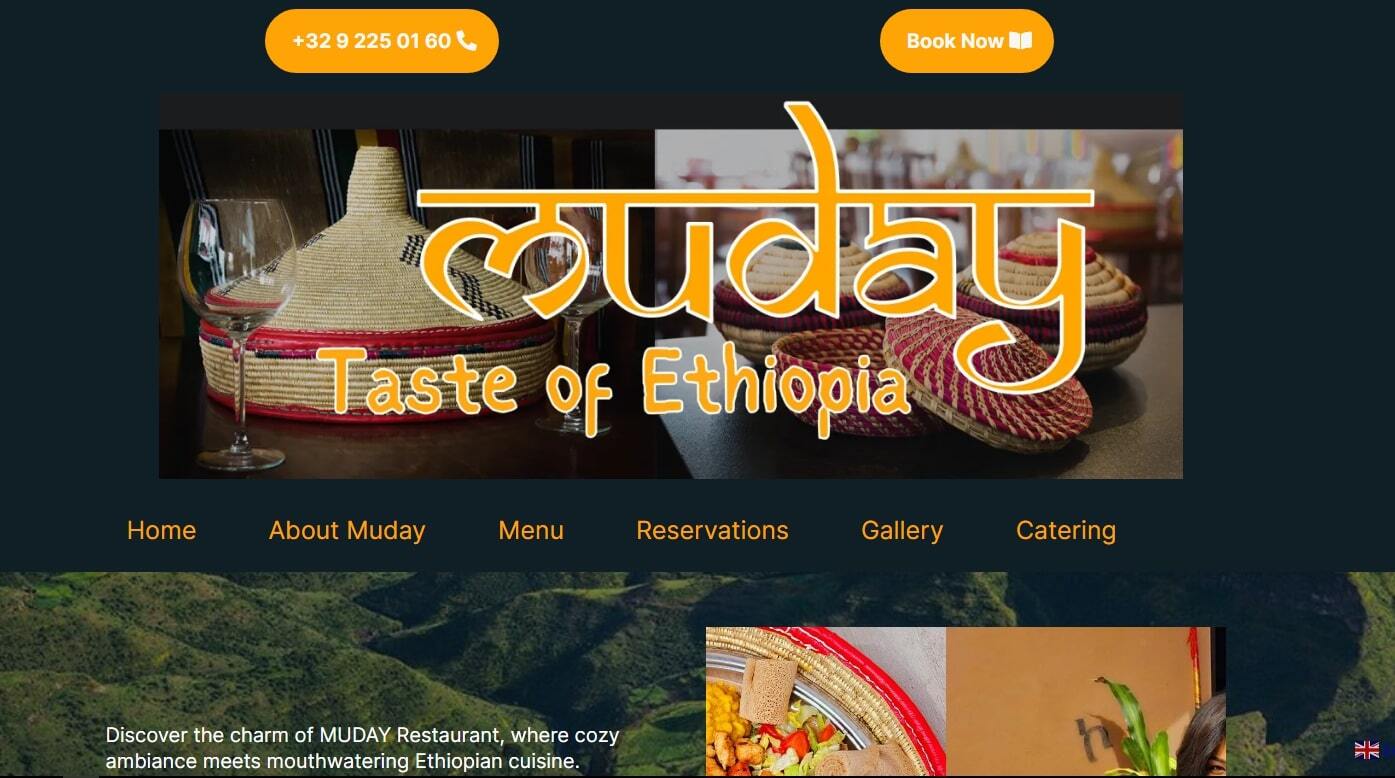 +32 9 225 01 60
Book Now
muday
Taste of Ethiopia
Home
About Muday
Menu
Reservations
Gallery
Catering
Discover the charm of MUDAY Restaurant, where cozy
ambiance meets mouthwatering Ethiopian cuisine.
h